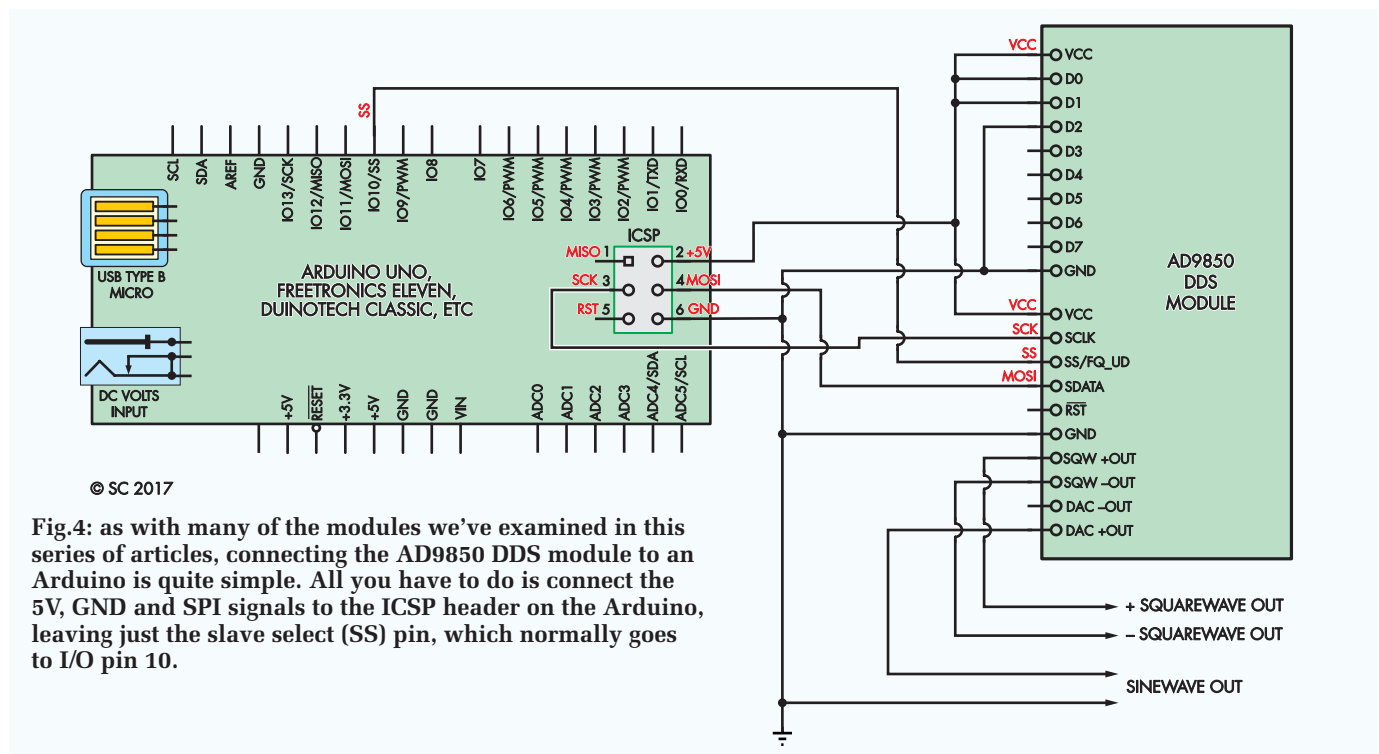 SS
SCL
SDA
AREF
GND
IO13/SCK
IO12/MISO
IO11/MOSI
IO10/SS
IO9/PWM
IO8
IO7
IO6/PWM
IO5/PWM
IO4/PWM
IO3/PWM
IO2/PWM
IO1/TXD
IO0/RXD
USB TYPE B
MICRO
DC VOLTS
INPUT
ARDUINO UNO,
FREETRONICS ELEVEN,
DUINOTECH CLASSIC, ETC
ICSP
MISO 1
2 +5V
SCK 3
4 MOSI
RST 5
6 GND
+5V
RESET
+3.3V
+5V
GND
GND
VIN
ADC0
ADC1
ADC2
ADC3
ADC4/SDA
ADC5/SCL
VCC
VCC
D0
D1
D2
D3
D4
D5
D6
D7
GND
VCC
VCC
SCK
SCLK
SS
SS/FQ_UD
MOSI
SDATA
RST
GND
SQW +OUT
SQW –OUT
DAC –OUT
DAC +OUT
AD9850
DDS
MODULE
+ SQUAREWAVE OUT
– SQUAREWAVE OUT
SINEWAVE OUT
© SC 2017
Fig.4: as with many of the modules we’ve examined in this
series of articles, connecting the AD9850 DDS module to an
Arduino is quite simple. All you have to do is connect the
5V, GND and SPI signals to the ICSP header on the Arduino,
leaving just the slave select (SS) pin, which normally goes
to I/O pin 10.